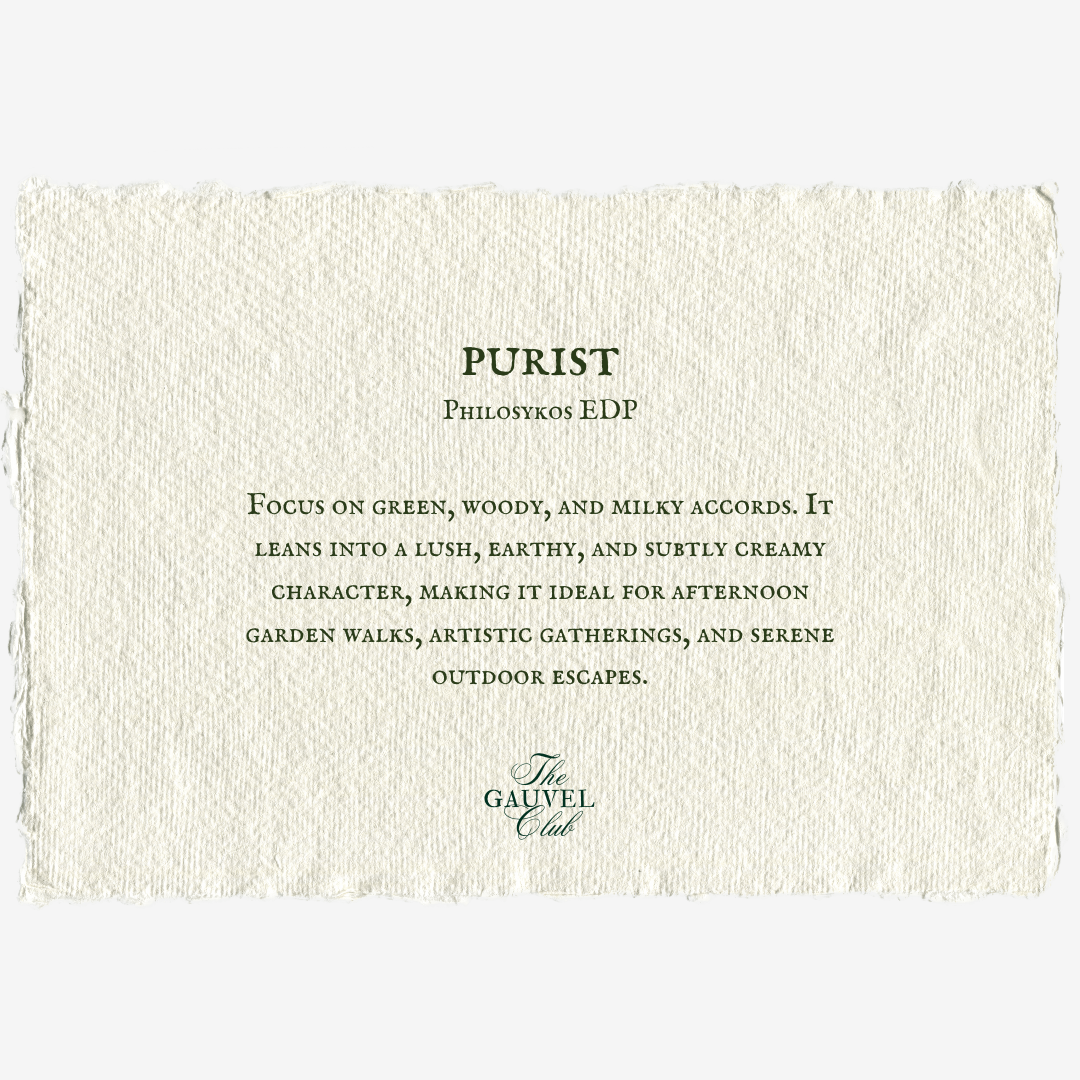 PURIST
Philosykos EDP
Focus on green, woody, and milky accords. It
leans into a lush, earthy, and subtly creamy
character, making it ideal for afternoon
garden walks, artistic gatherings, and serene
outdoor escapes.
The
GAUVEL
Club